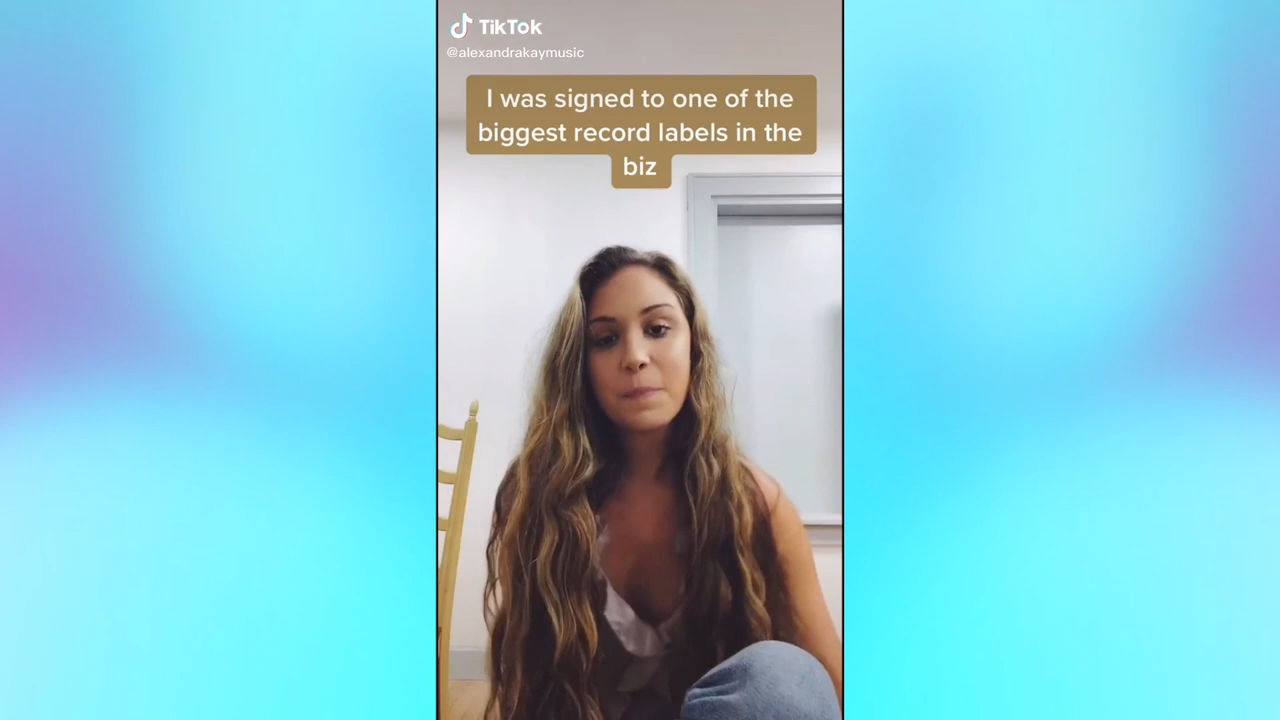 TikTok
@alexandrakaymusic
I was signed to one of the
biggest record labels in the
biz